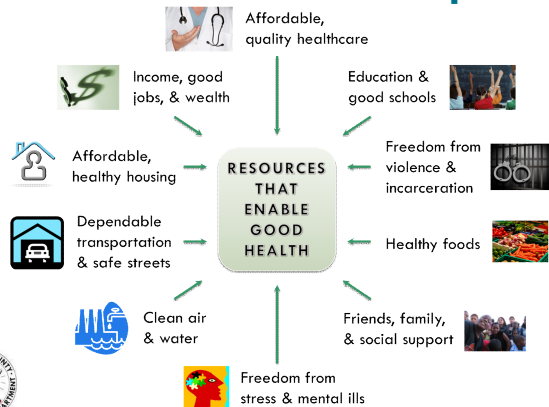 Affordable,
quality healthcare
Income, good
jobs, & wealth
Education &
good schools
Affordable,
healthy housing
RESOURCES
THAT
ENABLE
GOOD
HEALTH
Freedom from
violence &
incarceration
Dependable
transportation
& safe streets
Healthy foods
Clean air
& water
Friends, family,
& social support
Freedom from
stress & mental ills